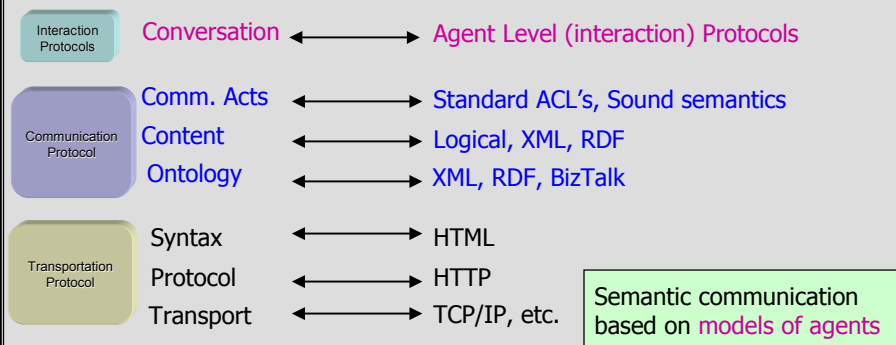 Interaction
Protocols
Conversation
Agent Level (interaction) Protocols
Communication
Protocol
Comm. Acts
Standard ACL's, Sound semantics
Content
Logical, XML, RDF
Ontology
XML, RDF, BizTalk
Transportation
Protocol
Syntax
HTML
Protocol
HTTP
Transport
TCP/IP, etc.
Semantic communication
based on models of agents